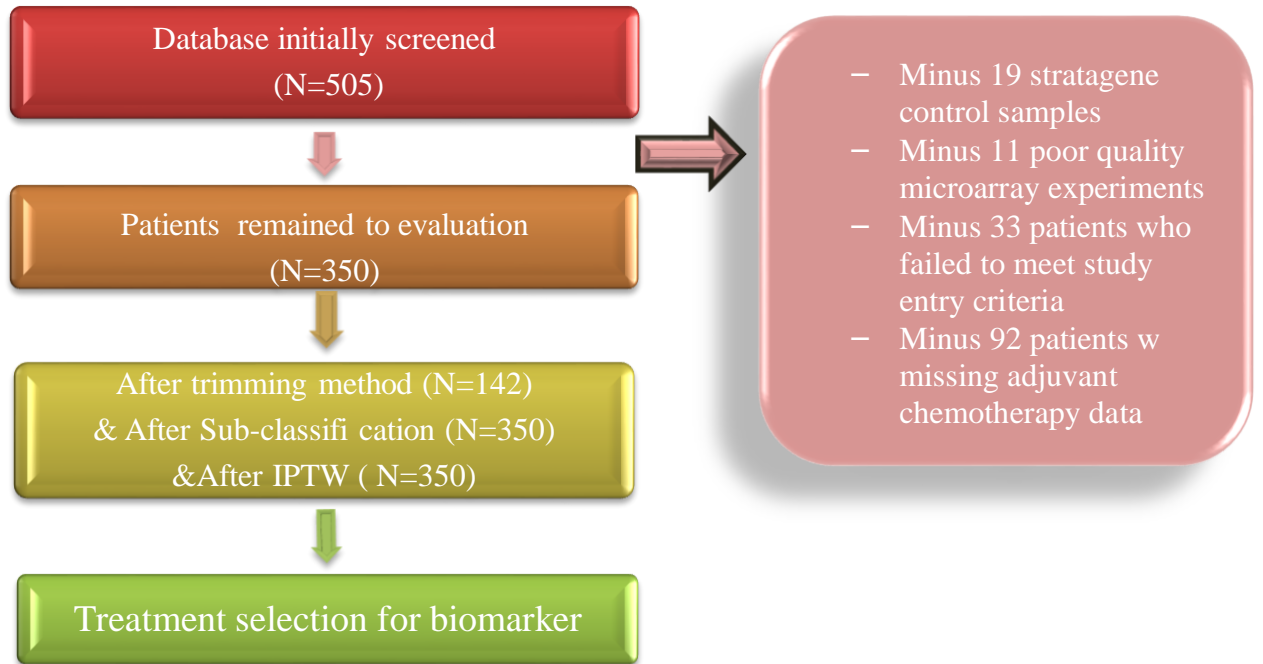 Database initially screened
(N=505)
Patients remained to evaluation
(N=350)
After trimming method (N=142)
& After Sub-classifi cation (N=350)
&After IPTW ( N=350)
Treatment selection for biomarker
– Minus 19 stratagene
control samples
– Minus 11 poor quality
microarray experiments
– Minus 33 patients who
failed to meet study
entry criteria
– Minus 92 patients w
missing adjuvant
chemotherapy data